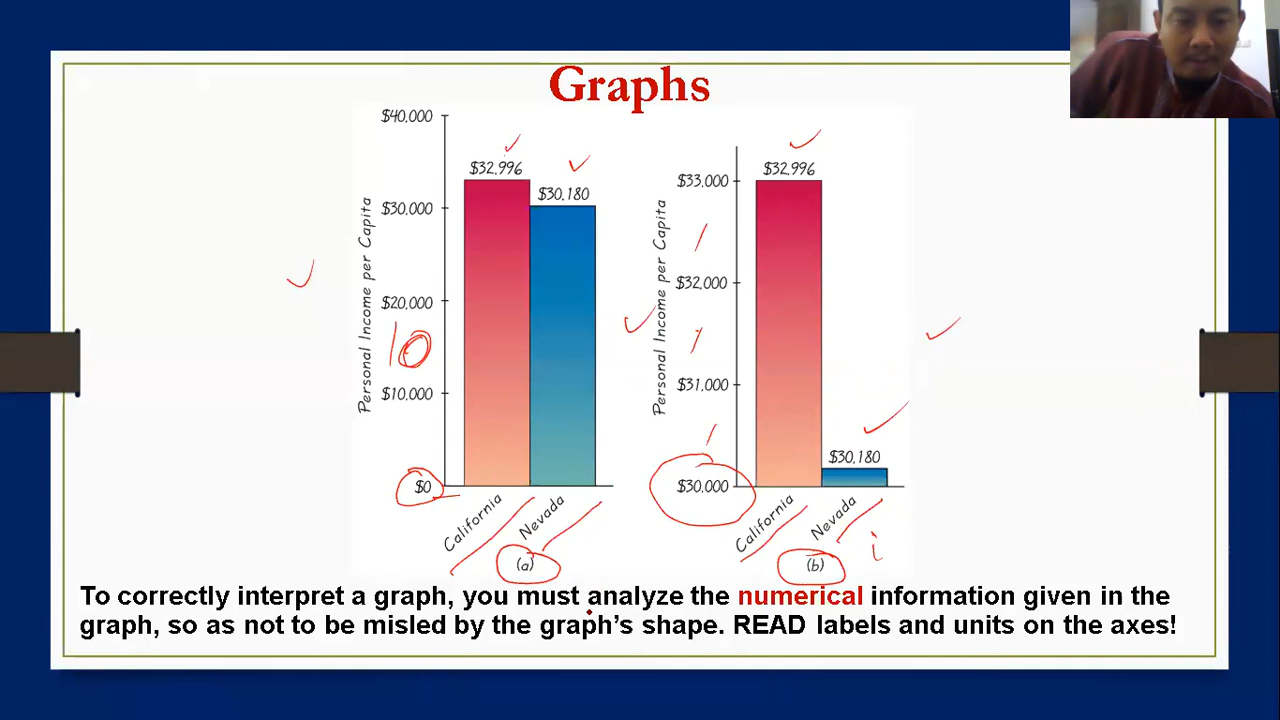 Graphs
$40,000
$30,000
$20,000
10
$10,000
$0
Personal Income per Capita
$32,996
$30,180
California
Nevada
(a)
$33,000
$32,000
$31,000
$30,000
Personal Income per Capita
$32,996
$30,180
California
Nevada
i
(b)
To correctly interpret a graph, you must analyze the numerical information given in the
graph, so as not to be misled by the graph's shape. READ labels and units on the axes!